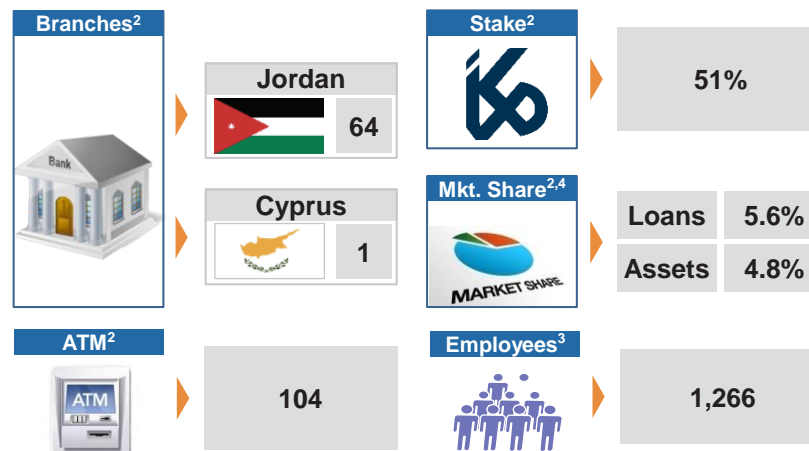 Branches2
Jordan
64
Bank
Cyprus
1
Stake2
51%
Mkt. Share2,4
MARKET SHARE
Loans 5.6%
Assets 4.8%
ATM2
ATM
104
Employees3
1,266